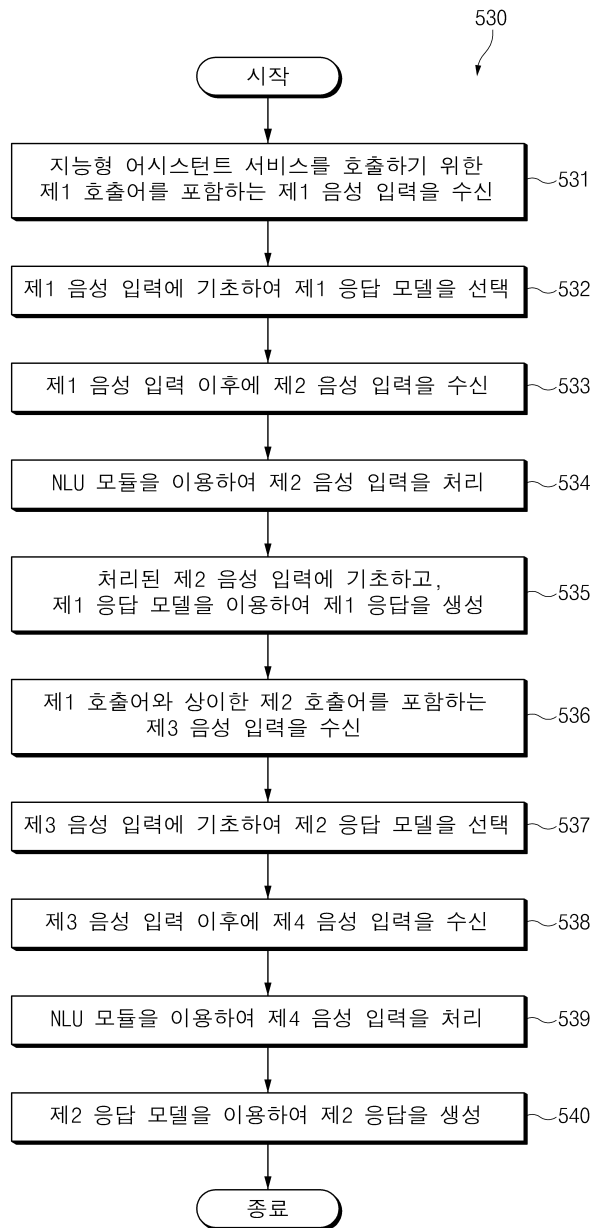 530
시작
지능형 어시스턴트 서비스를 호출하기 위한
제1 호출어를 포함하는 제1 음성 입력을 수신
531
제1 음성 입력에 기초하여 제1 응답 모델을 선택
532
제1 음성 입력 이후에 제2 음성 입력을 수신
533
NLU 모듈을 이용하여 제2 음성 입력을 처리
534
처리된 제2 음성 입력에 기초하고,
제1 응답 모델을 이용하여 제1 응답을 생성
535
제1 호출어와 상이한 제2 호출어를 포함하는
제3 음성 입력을 수신
536
제3 음성 입력에 기초하여 제2 응답 모델을 선택
537
제3 음성 입력 이후에 제4 음성 입력을 수신
538
NLU 모듈을 이용하여 제4 음성 입력을 처리
539
제2 응답 모델을 이용하여 제2 응답을 생성
540
종료